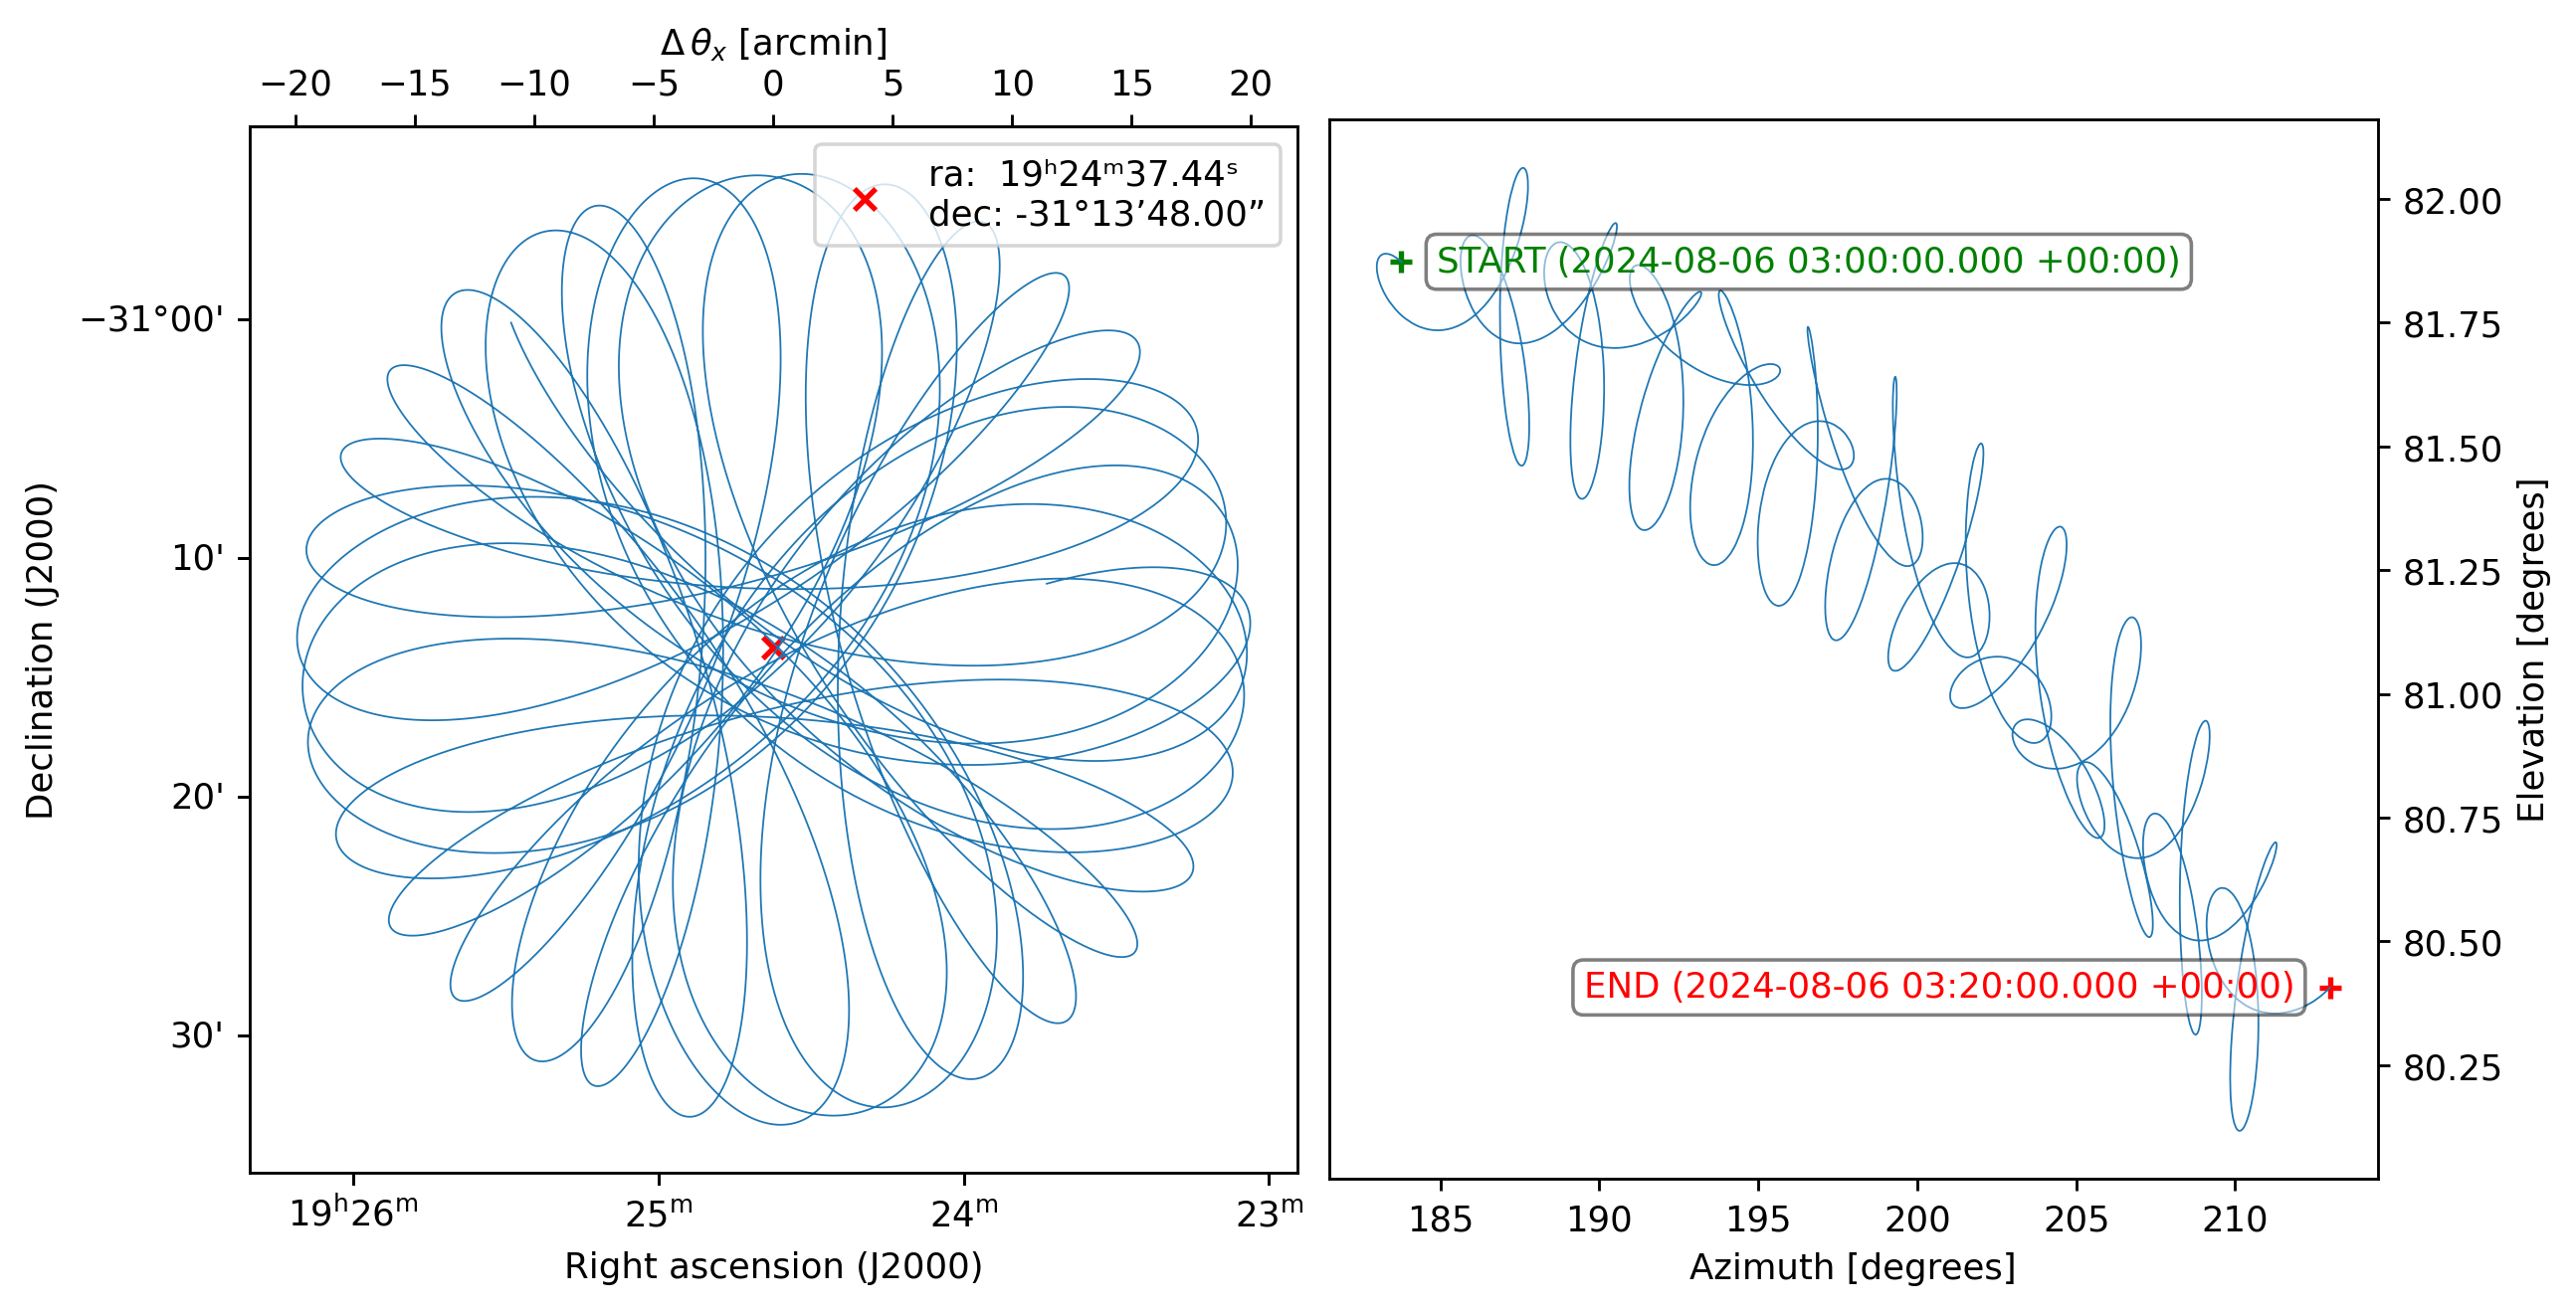 Δ θₓ [arcmin]
−20 −15 −10 −5 0 5 10 15 20
ra:  19ʰ24ᵐ37.44ˢ
dec: -31°13’48.00”
−31°00'
10'
20'
30'
Declination (J2000)
19ʰ26ᵐ 25ᵐ 24ᵐ 23ᵐ
Right ascension (J2000)
START (2024-08-06 03:00:00.000 +00:00)
END (2024-08-06 03:20:00.000 +00:00)
82.00
81.75
81.50
81.25
81.00
80.75
80.50
80.25
Elevation [degrees]
185 190 195 200 205 210
Azimuth [degrees]